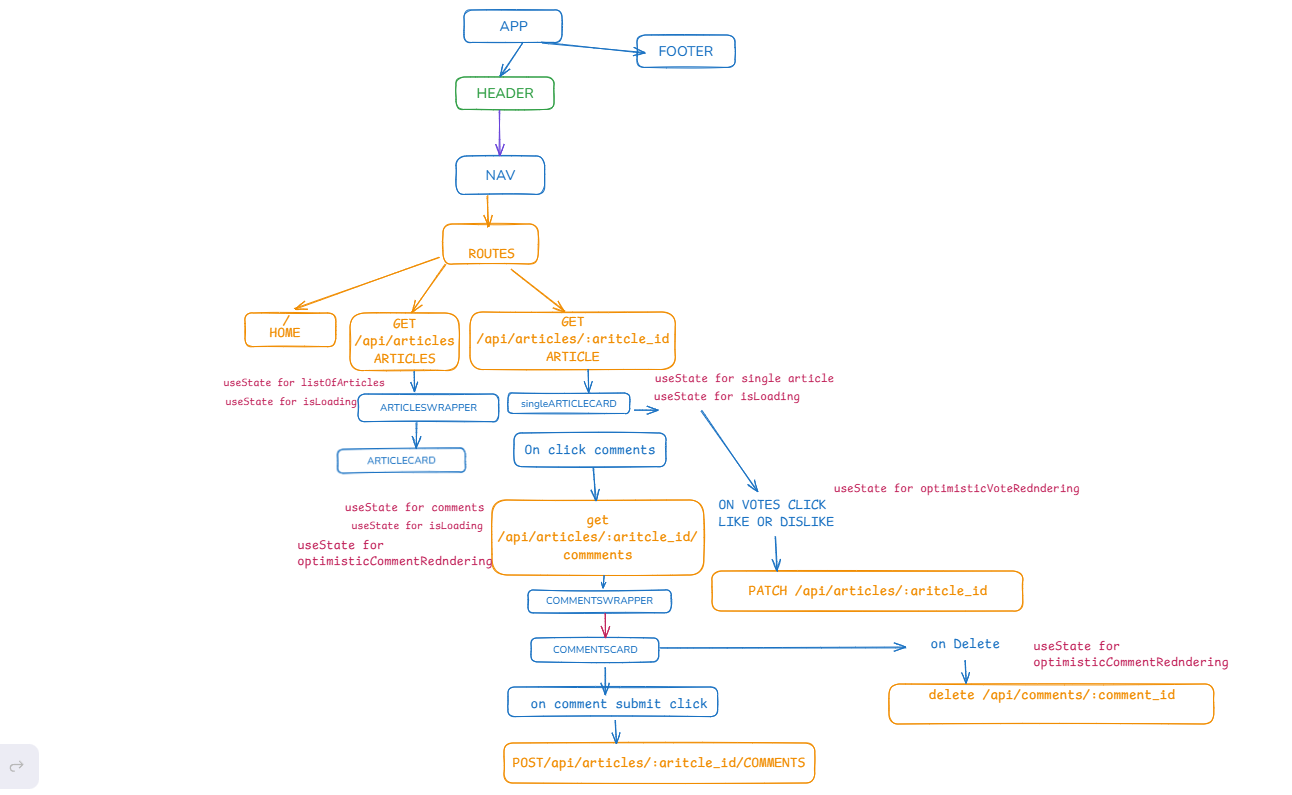 APP
FOOTER
HEADER
NAV
ROUTES
/
HOME
GET
/api/articles
ARTICLES
GET
/api/articles/:aritcle_id
ARTICLE
useState for listOfArticles
useState for isLoading
ARTICLESWRAPPER
ARTICLECARD
singleARTICLECARD
useState for single article
useState for isLoading
On click comments
useState for optimisticVoteRedndering
ON VOTES CLICK
LIKE OR DISLIKE
useState for comments
useState for isLoading
useState for
optimisticCommentRedndering
get
/api/articles/:aritcle_id/
commments
PATCH /api/articles/:aritcle_id
COMMENTSWRAPPER
COMMENTSCARD
on Delete
useState for
optimisticCommentRedndering
delete /api/comments/:comment_id
on comment submit click
POST/api/articles/:aritcle_id/COMMENTS